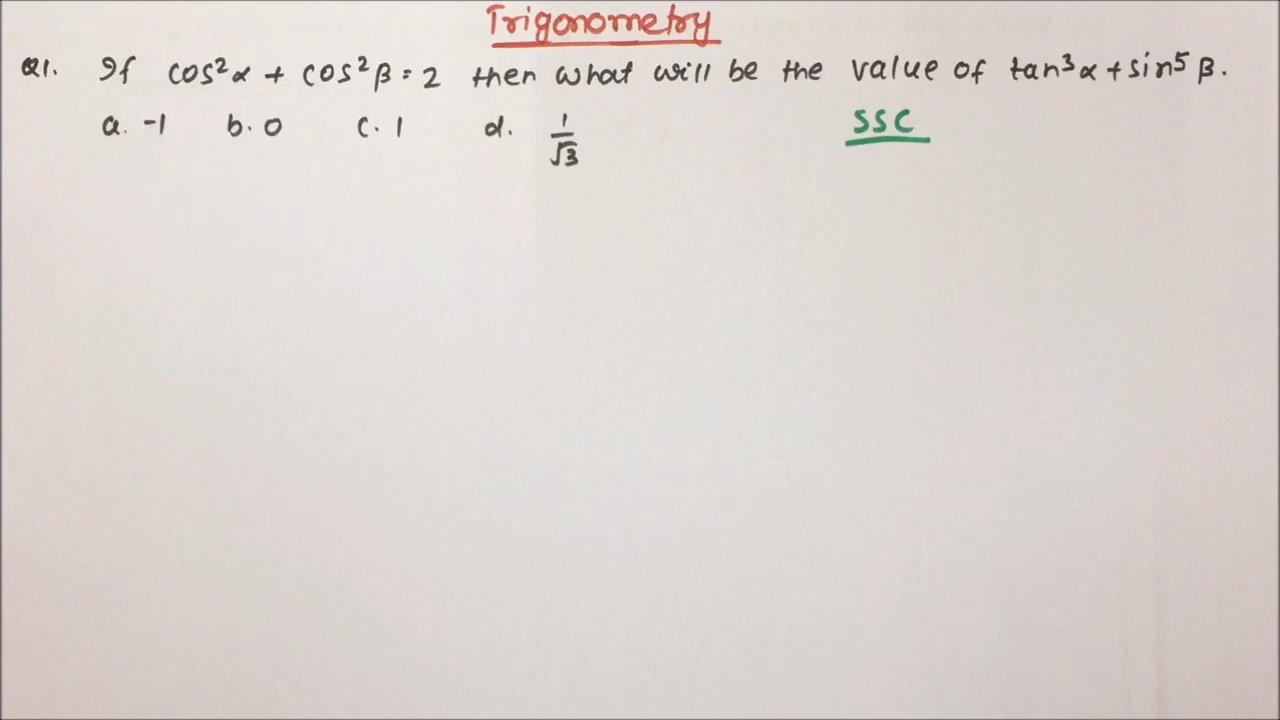 Trigonometry
Q1. If cos²α + cos²β = 2 then what will be the value of tan³α + sin⁵β.
a. -1 b. 0 c. 1 d. 1/√3 SSC